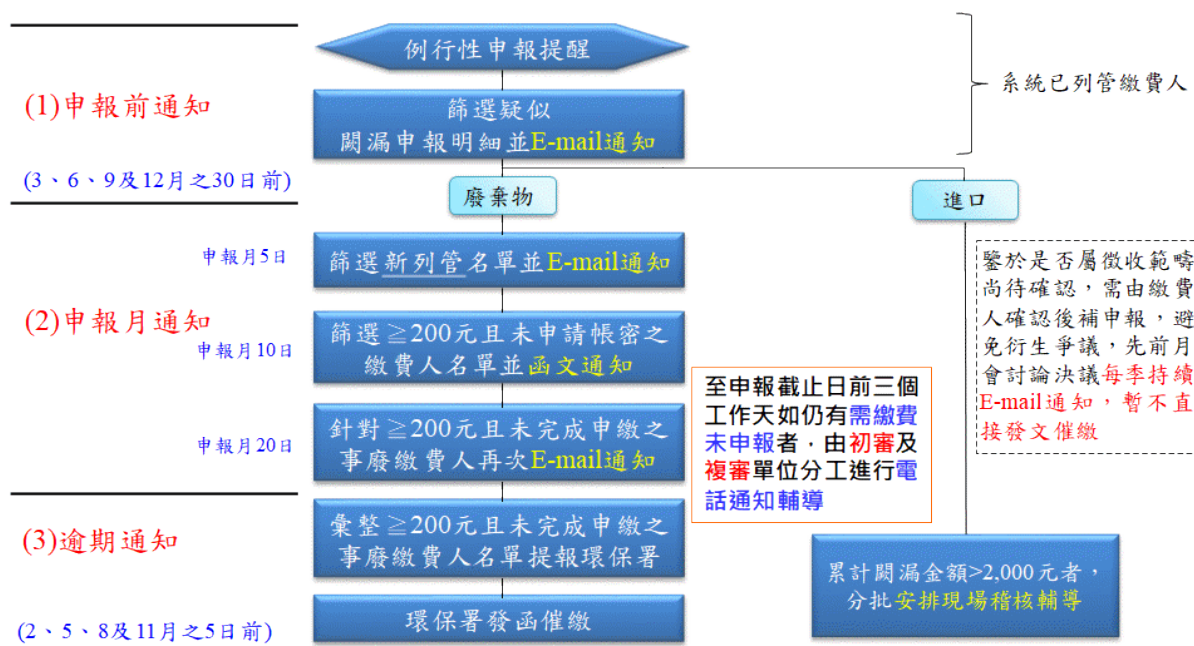 例行性申報提醒
(1)申報前通知
篩選疑似
闕漏申報明細並E-mail通知
系統已列管繳費人
(3、6、9及12月之30日前)
廢棄物
進口
申報月5日
篩選新列管名單並E-mail通知
(2)申報月通知
申報月10日
篩選≧200元且未申請帳密之
繳費人名單並函文通知
申報月20日
針對≧200元且未完成申繳之
事廢繳費人再次E-mail通知
至申報截止日前三個
工作天如仍有需繳費
未申報者，由初審及
複審單位分工進行電
話通知輔導
鑒於是否屬徵收範疇
尚待確認，需由繳費
人確認後補申報，避
免衍生爭議，先前月
會討論決議每季持續
E-mail通知，暫不直
接發文催繳
(3)逾期通知
彙整≧200元且未完成申繳之
事廢繳費人名單提報環保署
(2、5、8及11月之5日前)
環保署發函催繳
累計闕漏金額>2,000元者，
分批安排現場稽核輔導